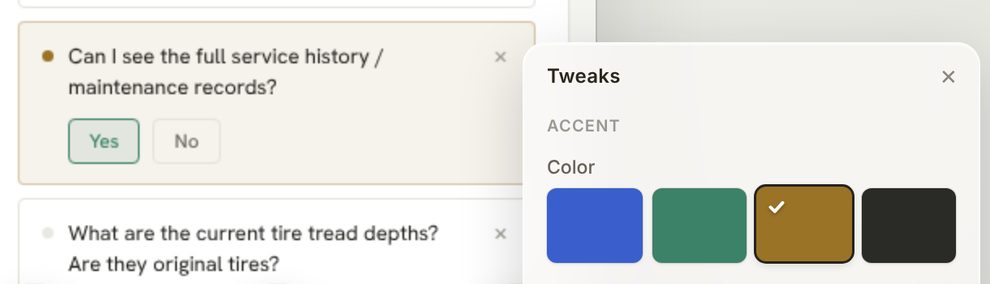 Can I see the full service history /
maintenance records?
Yes
No
What are the current tire tread depths?
Are they original tires?
Tweaks
ACCENT
Color